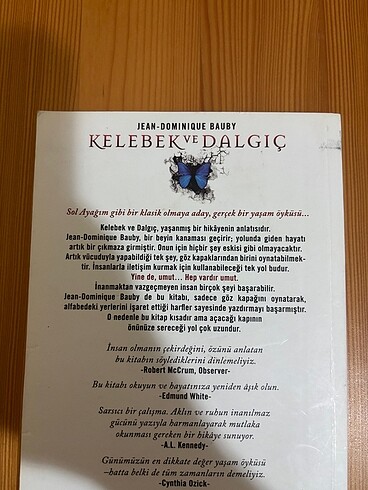 JEAN-DOMINIQUE BAUBY
KELEBEK VE DALGIÇ
Sol Ayağım gibi bir klasik olmaya aday, gerçek bir yaşam öyküsü...
Kelebek ve Dalgıç, yaşanmış bir hikâyenin anlatısıdır.
Jean-Dominique Bauby, bir beyin kanaması geçirir; yolunda giden hayatı
artık bir çıkmaza girmiştir. Onun için hiçbir şey eskisi gibi olmayacaktır.
Artık vücuduyla yapabildiği tek şey, göz kapaklarından birini oynatabilmek-
tir. İnsanlarla iletişim kurmak için kullanabileceği tek yol budur.
Yine de, umut... Hep vardır umut.
İnanmaktan vazgeçmeyen insan birçok şeyi başarabilir.
Jean-Dominique Bauby de bu kitabı, sadece göz kapağını oynatarak,
alfabedeki yerlerini işaret ettiği harfler sayesinde yazdırmayı başarmıştır.
O nedenle bu kitap kısadır ama açacağı kapının
önünüze sereceği yol çok uzundur.
İnsan olmanın çekirdeğini, özünü anlatan
bu kitabın söylediklerini dinlemeliyiz.
-Robert McCrum, Observer-
Bu kitabı okuyun ve hayatınıza yeniden âşık olun.
-Edmund White-
Sarsıcı bir çalışma. Aklın ve ruhun inanılmaz
gücünü yazıyla harmanlayarak mutlaka
okunması gereken bir hikâye sunuyor.
-A.L. Kennedy-
Günümüzün en dikkate değer yaşam öyküsü
–hatta belki de tüm zamanların demeliyiz.
-Cynthia Ozick-